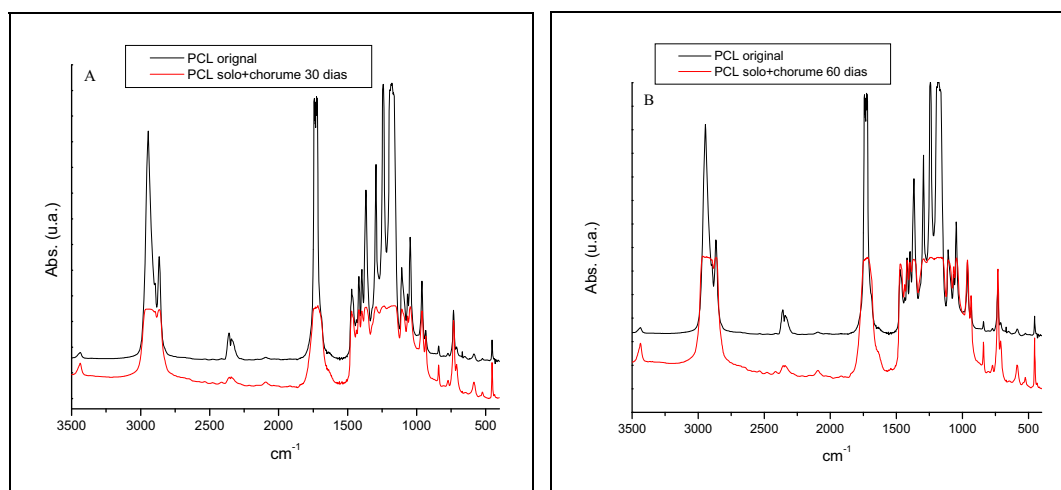 A
PCL orignal
PCL solo+chorume 30 dias
Abs. (u.a.)
3500 3000 2500 2000 1500 1000 500
cm-1
B
PCL original
PCL solo+chorume 60 dias
Abs. (u.a.)
3500 3000 2500 2000 1500 1000 500
cm-1